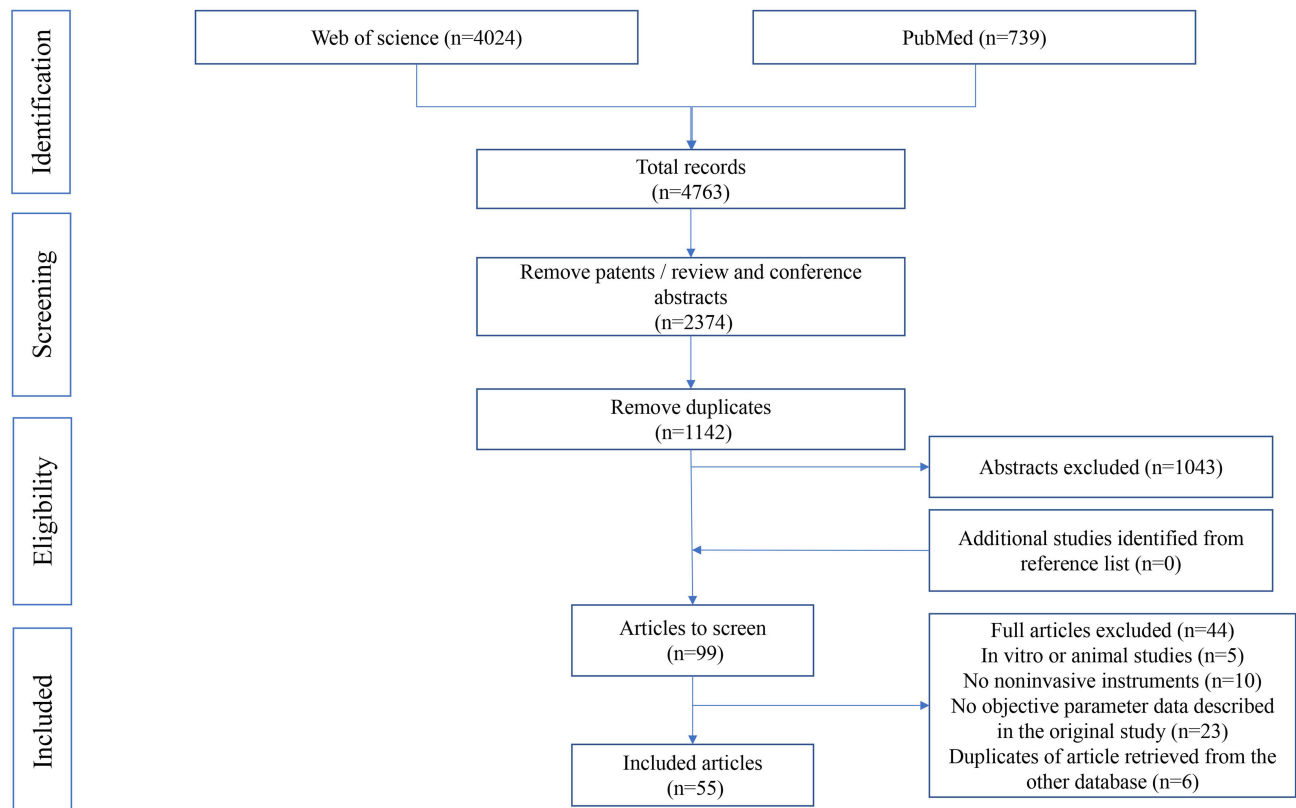 Identification
Web of science (n=4024)
PubMed (n=739)
Total records
(n=4763)
Screening
Remove patents / review and conference
abstracts
(n=2374)
Remove duplicates
(n=1142)
Eligibility
Abstracts excluded (n=1043)
Additional studies identified from
reference list (n=0)
Articles to screen
(n=99)
Included
Full articles excluded (n=44)
In vitro or animal studies (n=5)
No noninvasive instruments (n=10)
No objective parameter data described
in the original study (n=23)
Duplicates of article retrieved from the
other database (n=6)
Included articles
(n=55)